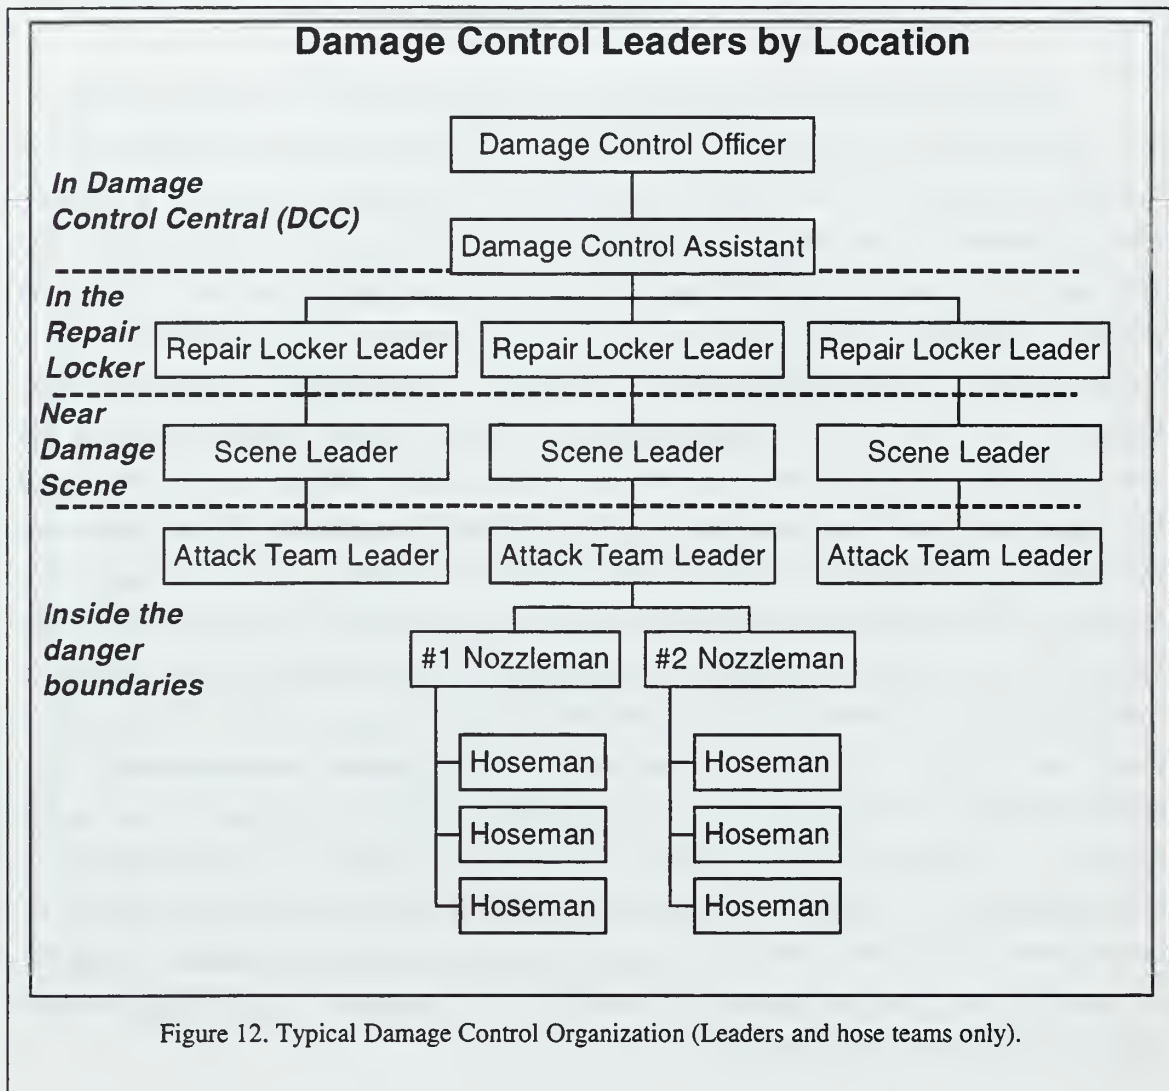 Damage Control Leaders by Location
Damage Control Officer
In Damage
Control Central (DCC)
Damage Control Assistant
In the
Repair
Locker
Repair Locker Leader
Repair Locker Leader
Repair Locker Leader
Near
Damage
Scene
Scene Leader
Scene Leader
Scene Leader
Attack Team Leader
Attack Team Leader
Attack Team Leader
Inside the
danger
boundaries
#1 Nozzleman
#2 Nozzleman
Hoseman
Hoseman
Hoseman
Hoseman
Hoseman
Hoseman
Figure 12. Typical Damage Control Organization (Leaders and hose teams only).